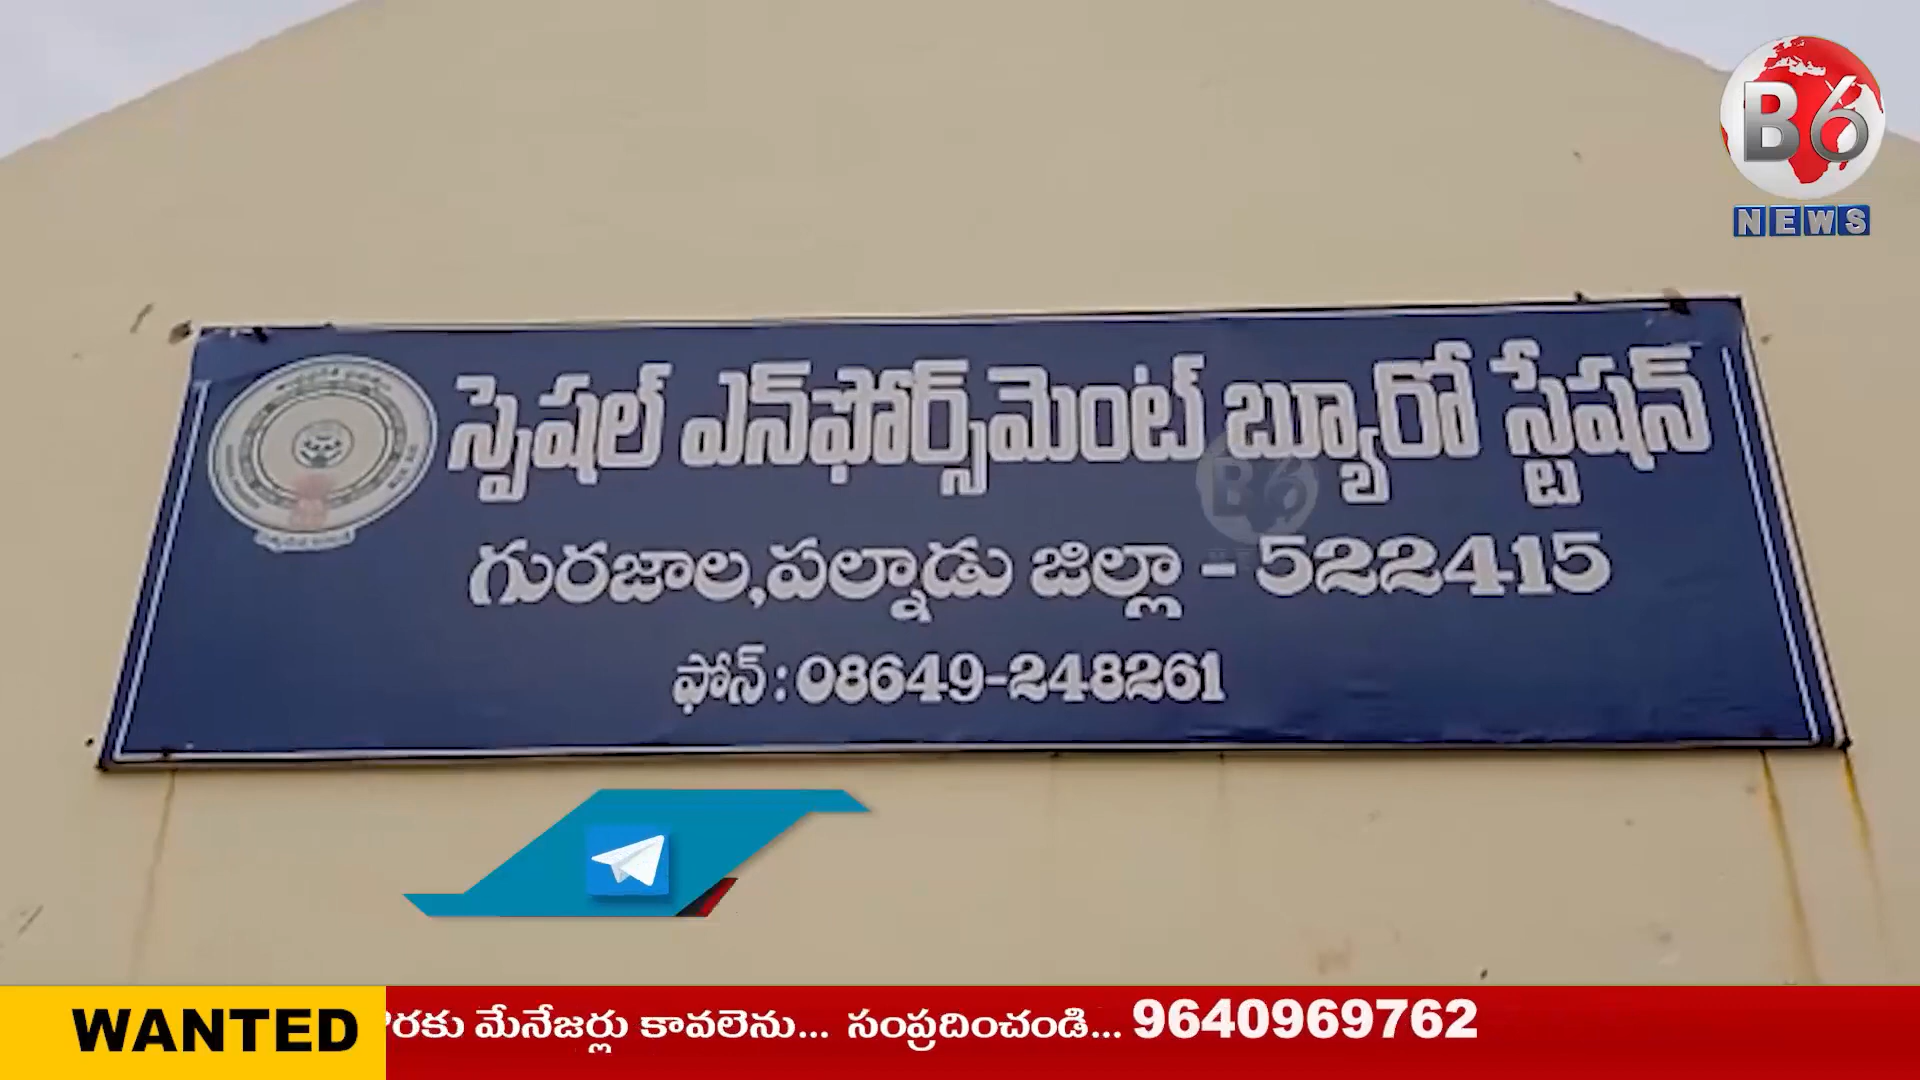 B6
NEWS
స్పెషల్ ఎన్‌ఫోర్స్‌మెంట్ బ్యూరో స్టేషన్
గురజాల,పల్నాడు జిల్లా - 522415
ఫోన్ : 08649-248261
WANTED
రకు మేనేజర్లు కావలెను... సంప్రదించండి... 9640969762